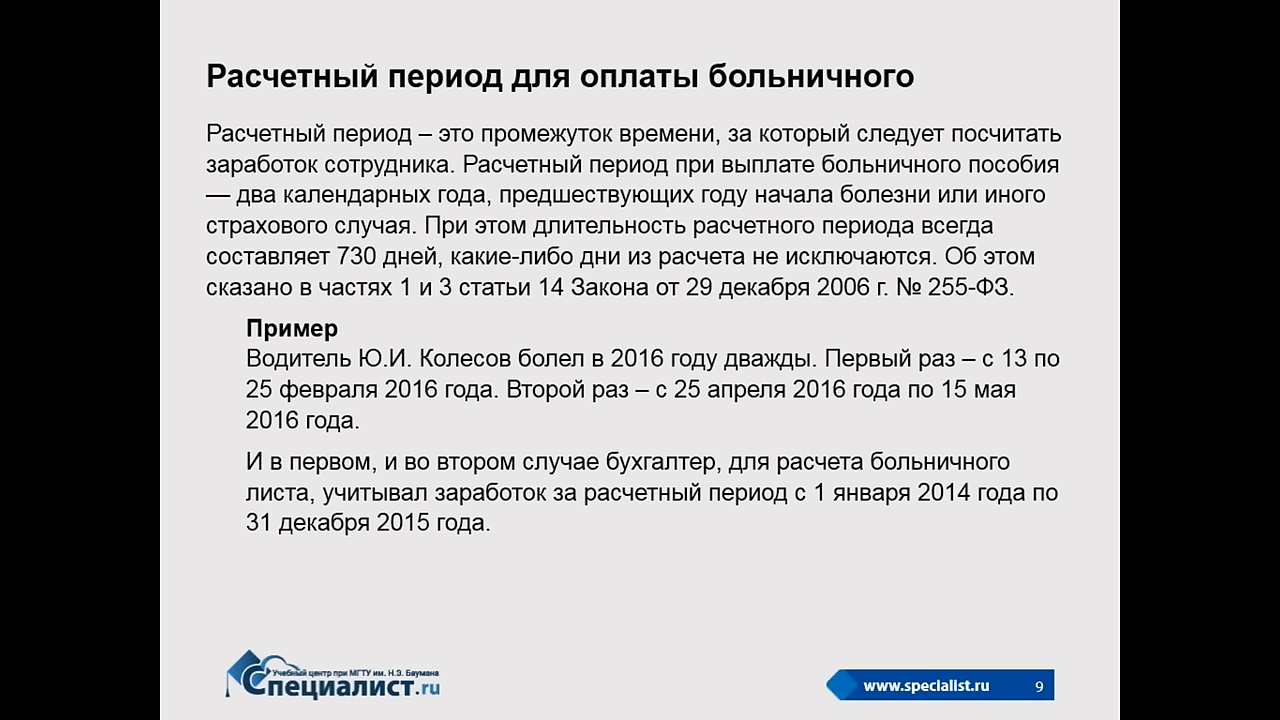 Расчетный период для оплаты больничного
Расчетный период – это промежуток времени, за который следует посчитать
заработок сотрудника. Расчетный период при выплате больничного пособия
— два календарных года, предшествующих году начала болезни или иного
страхового случая. При этом длительность расчетного периода всегда
составляет 730 дней, какие-либо дни из расчета не исключаются. Об этом
сказано в частях 1 и 3 статьи 14 Закона от 29 декабря 2006 г. № 255-ФЗ.
Пример
Водитель Ю.И. Колесов болел в 2016 году дважды. Первый раз – с 13 по
25 февраля 2016 года. Второй раз – с 25 апреля 2016 года по 15 мая
2016 года.
И в первом, и во втором случае бухгалтер, для расчета больничного
листа, учитывал заработок за расчетный период с 1 января 2014 года по
31 декабря 2015 года.
Учебный центр при МГТУ им. Н.Э. Баумана
Специалист.ru
www.specialist.ru 9